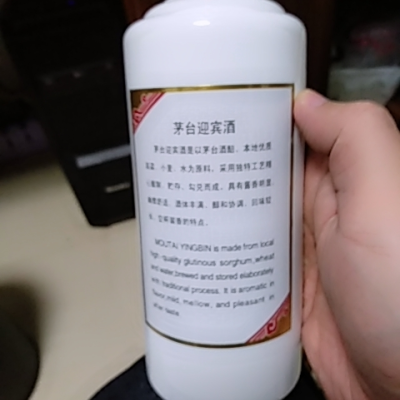 茅台迎宾酒
茅台迎宾酒是以茅台酒酿、本地优质
高粱、小麦、水为原料，采用独特工艺精
心酿制、贮存、勾兑而成，具有酱香明显、
幽雅舒适、酒体丰满、醇和协调、回味较
长、空杯留香的特点。
MOUTAI YINGBIN is made from local
high-quality glutinous sorghum,wheat
and water,brewed and stored elaborately
with traditional process. It is aromatic in
flavor,mild, mellow, and pleasant in
after-taste.